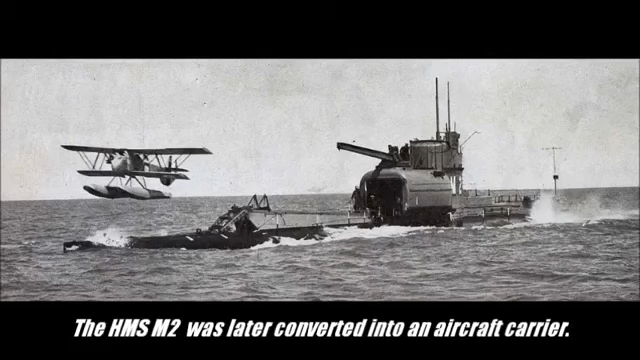 The HMS M2 was later converted into an aircraft carrier.